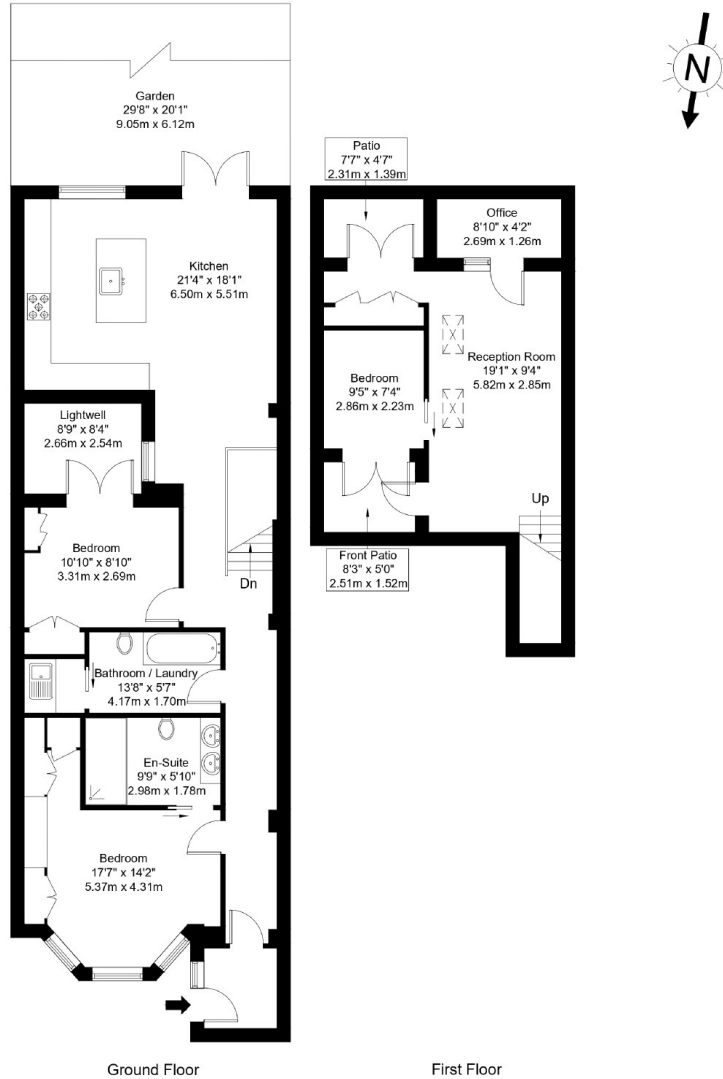 N
Garden
29'8" x 20'1"
9.05m x 6.12m
Patio
7'7" x 4'7"
2.31m x 1.39m
Office
8'10" x 4'2"
2.69m x 1.26m
Kitchen
21'4" x 18'1"
6.50m x 5.51m
Reception Room
19'1" x 9'4"
5.82m x 2.85m
Bedroom
9'5" x 7'4"
2.86m x 2.23m
Lightwell
8'9" x 8'4"
2.66m x 2.54m
Up
Bedroom
10'10" x 8'10"
3.31m x 2.69m
Dn
Front Patio
8'3" x 5'0"
2.51m x 1.52m
Bathroom / Laundry
13'8" x 5'7"
4.17m x 1.70m
En-Suite
9'9" x 5'10"
2.98m x 1.78m
Bedroom
17'7" x 14'2"
5.37m x 4.31m
Ground Floor
First Floor